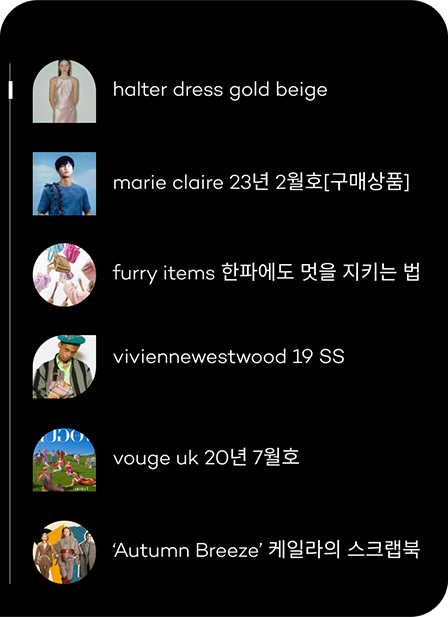 halter dress gold beige
marie claire 23년 2월호[구매상품]
furry items 한파에도 멋을 지키는 법
viviennewestwood 19 SS
vouge uk 20년 7월호
‘Autumn Breeze’ 케일라의 스크랩북